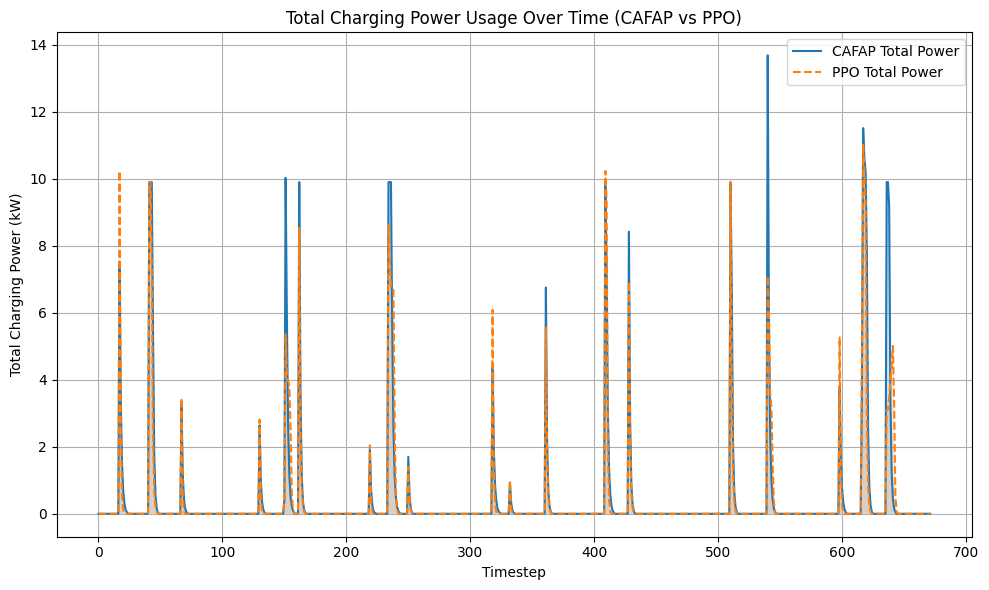 Total Charging Power Usage Over Time (CAFAP vs PPO)
CAFAP Total Power
PPO Total Power
Total Charging Power (kW)
14
12
10
8
6
4
2
0
0 100 200 300 400 500 600 700
Timestep